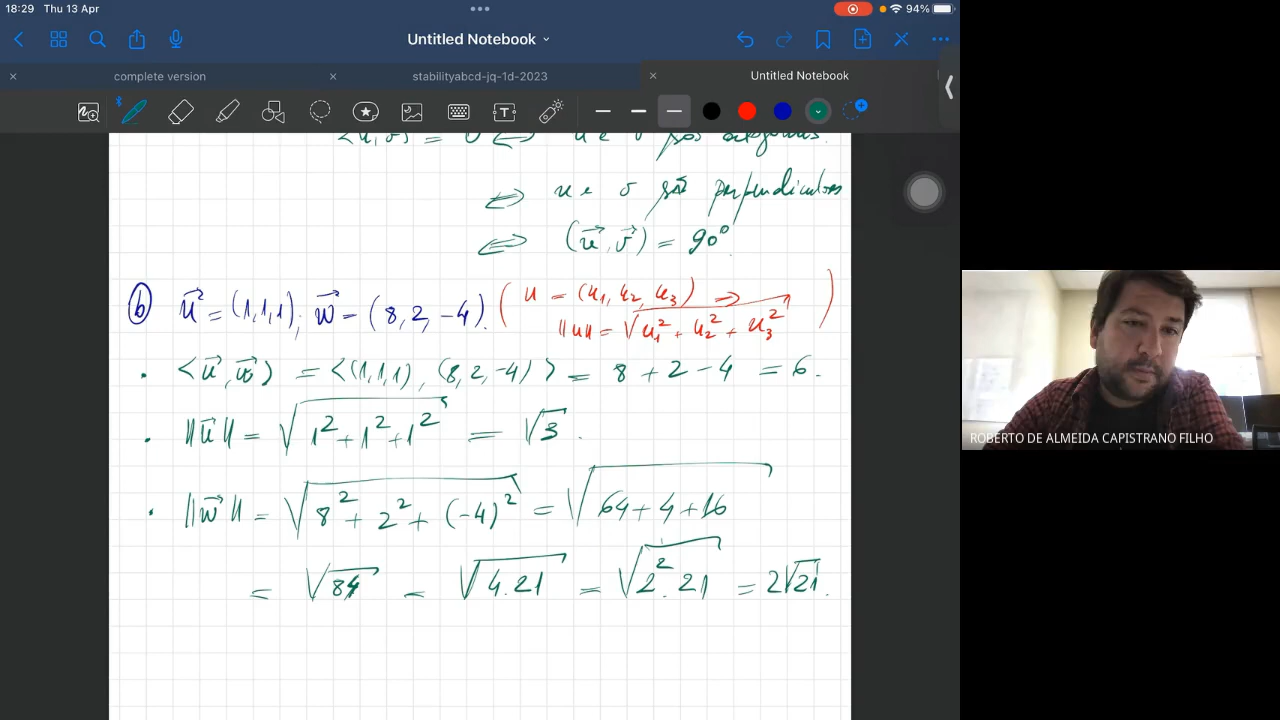 18:29 Thu 13 Apr
94%
Untitled Notebook
complete version
stabilityabcd-jq-1d-2023
Untitled Notebook
<u, v> = 0 ⟺ u e v são ortogonais.
⟺ u e v são perpendiculares
⟺ (u⃗, v⃗) = 90°.
ⓑ u⃗ = (1,1,1); w⃗ = (8, 2, -4). (u = (u₁, u₂, u₃) ⇒
||u|| = √(u₁² + u₂² + u₃²))
• <u⃗, w⃗> = <(1,1,1), (8,2,-4)> = 8 + 2 - 4 = 6.
• ||u⃗|| = √(1² + 1² + 1²) = √3.
• ||w⃗|| = √(8² + 2² + (-4)²) = √(64 + 4 + 16)
= √84 = √(4.21) = √(2².21) = 2√21.
ROBERTO DE ALMEIDA CAPISTRANO FILHO